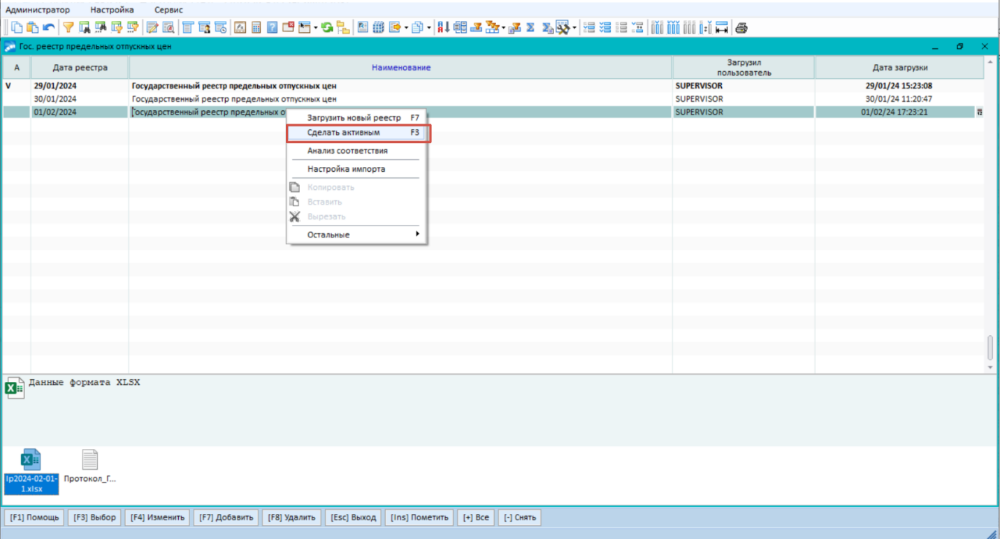 Администратор Настройка Сервис
Гос. реестр предельных отпускных цен
А Дата реестра Наименование Загрузил пользователь Дата загрузки
V 29/01/2024 Государственный реестр предельных отпускных цен SUPERVISOR 29/01/24 15:23:08
30/01/2024 Государственный реестр предельных отпускных цен SUPERVISOR 30/01/24 11:20:47
01/02/2024 Государственный реестр предельных о SUPERVISOR 01/02/24 17:23:21
Загрузить новый реестр F7
Сделать активным F3
Анализ соответствия
Настройка импорта
Копировать
Вставить
Вырезать
Остальные
Данные формата XLSX
lp2024-02-01-
1.xlsx
Протокол_Г...
[F1] Помощь [F3] Выбор [F4] Изменить [F7] Добавить [F8] Удалить [Esc] Выход [Ins] Пометить [+] Все [-] Снять